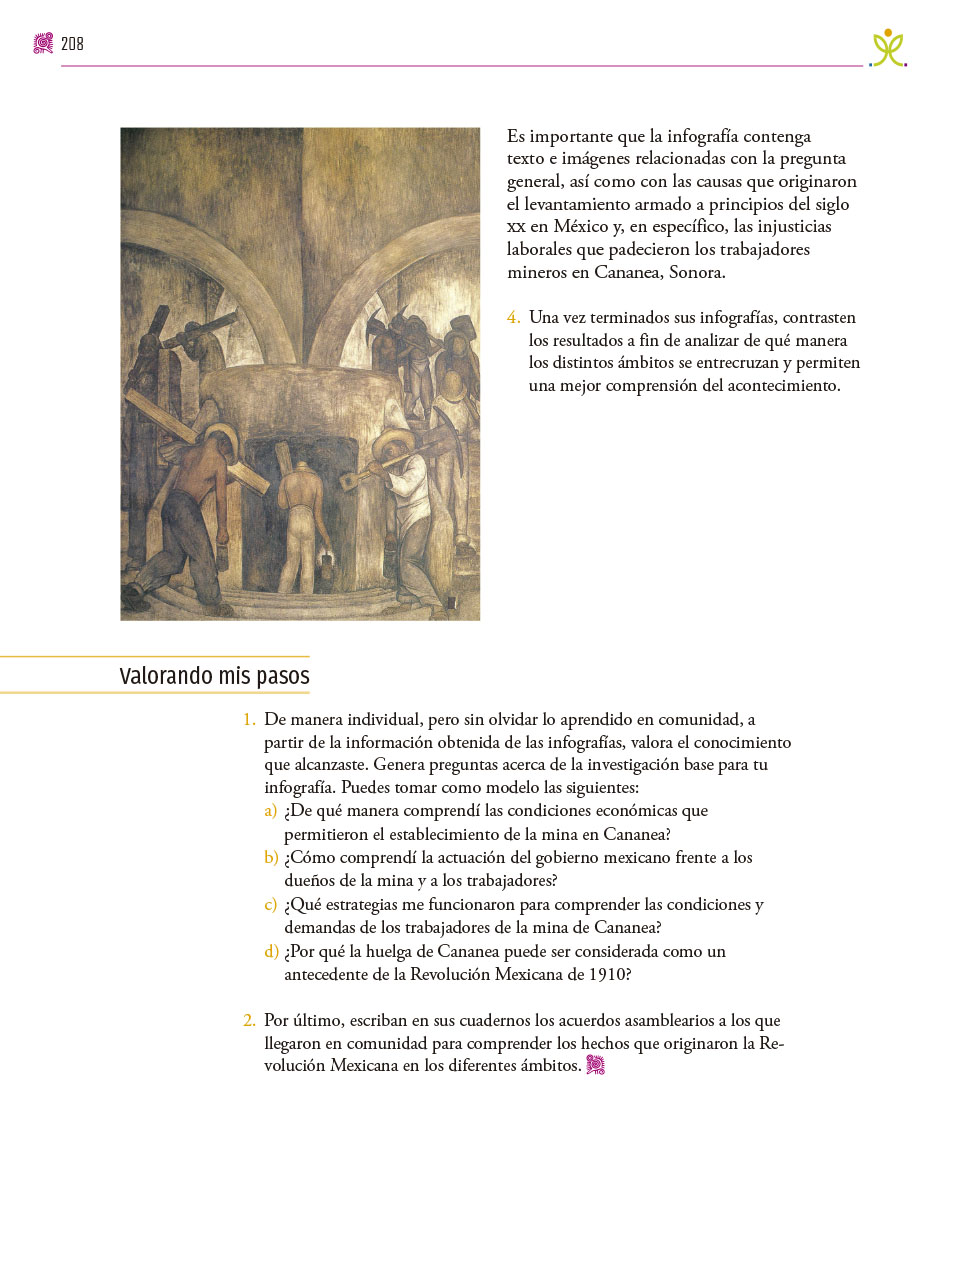 208
Es importante que la infografía contenga
texto e imágenes relacionadas con la pregunta
general, así como con las causas que originaron
el levantamiento armado a principios del siglo
XX en México y, en específico, las injusticias
laborales que padecieron los trabajadores
mineros en Cananea, Sonora.
4. Una vez terminados sus infografías, contrasten
los resultados a fin de analizar de qué manera
los distintos ámbitos se entrecruzan y permiten
una mejor comprensión del acontecimiento.
Valorando mis pasos
1. De manera individual, pero sin olvidar lo aprendido en comunidad, a
partir de la información obtenida de las infografías, valora el conocimiento
que alcanzaste. Genera preguntas acerca de la investigación base para tu
infografía. Puedes tomar como modelo las siguientes:
a) ¿De qué manera comprendí las condiciones económicas que
permitieron el establecimiento de la mina en Cananea?
b) ¿Cómo comprendí la actuación del gobierno mexicano frente a los
dueños de la mina y a los trabajadores?
c) ¿Qué estrategias me funcionaron para comprender las condiciones y
demandas de los trabajadores de la mina de Cananea?
d) ¿Por qué la huelga de Cananea puede ser considerada como un
antecedente de la Revolución Mexicana de 1910?
2. Por último, escriban en sus cuadernos los acuerdos asamblearios a los que
llegaron en comunidad para comprender los hechos que originaron la Re-
volución Mexicana en los diferentes ámbitos.